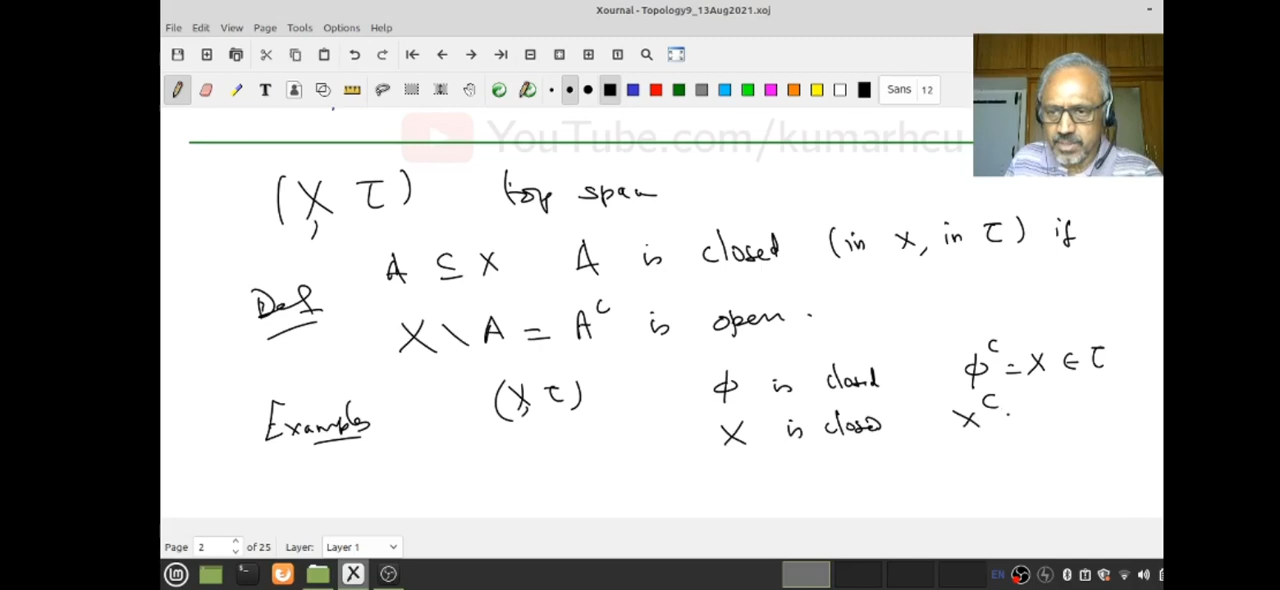 Xournal - Topology9_13Aug2021.xoj
File Edit View Page Tools Options Help
T Sans 12
YouTube.com/kumarhcu
(X, τ) top space
Def A ⊆ X A is closed (in X, in τ) if
X \ A = A^c is open.
Examples (X, τ) φ is closed φ^c = X ∈ τ
X is closed X^c
Page 2 of 25 Layer: Layer 1
EN